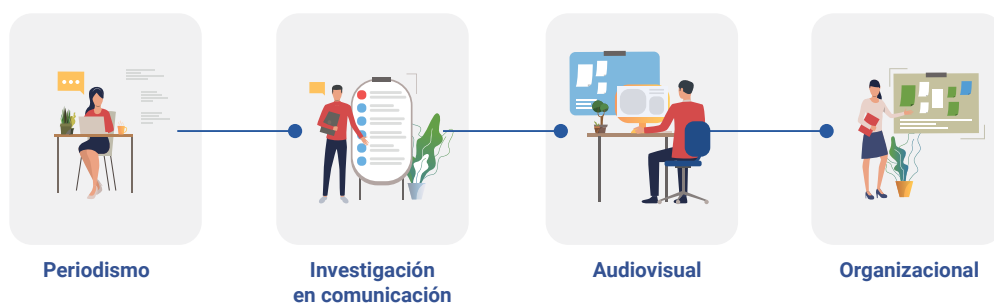 Periodismo
Investigación
en comunicación
Audiovisual
Organizacional